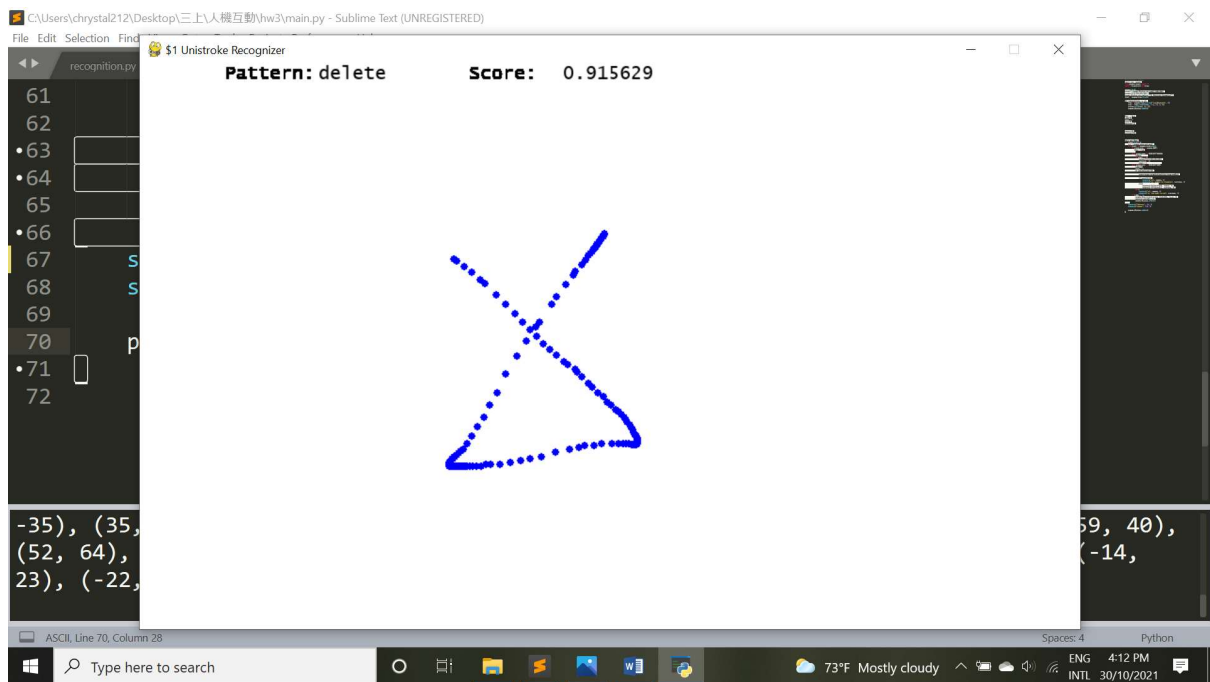 C:\Users\chrystal212\Desktop\三上\人機互動\hw3\main.py - Sublime Text (UNREGISTERED)
File Edit Selection Find
$1 Unistroke Recognizer
recognition.py
Pattern: delete Score: 0.915629
61
62
63
64
65
66
67 s
68 s
69
70 p
71
72
-35), (35, 59, 40),
(52, 64), (-14,
23), (-22,
ASCII, Line 70, Column 28 Spaces: 4 Python
Type here to search 73°F Mostly cloudy ENG 4:12 PM
INTL 30/10/2021